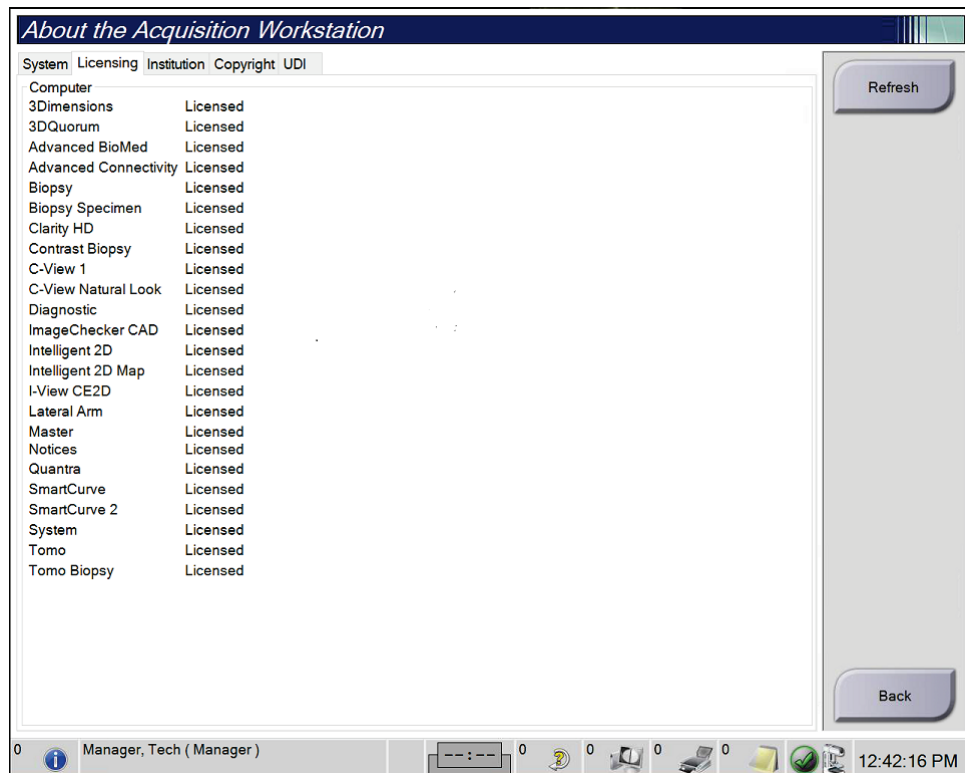 About the Acquisition Workstation
System Licensing Institution Copyright UDI
Computer
3Dimensions Licensed
3DQuorum Licensed
Advanced BioMed Licensed
Advanced Connectivity Licensed
Biopsy Licensed
Biopsy Specimen Licensed
Clarity HD Licensed
Contrast Biopsy Licensed
C-View 1 Licensed
C-View Natural Look Licensed
Diagnostic Licensed
ImageChecker CAD Licensed
Intelligent 2D Licensed
Intelligent 2D Map Licensed
I-View CE2D Licensed
Lateral Arm Licensed
Master Licensed
Notices Licensed
Quantra Licensed
SmartCurve Licensed
SmartCurve 2 Licensed
System Licensed
Tomo Licensed
Tomo Biopsy Licensed
Refresh
Back
0 Manager, Tech ( Manager ) --:-- 0 0 0 0 12:42:16 PM